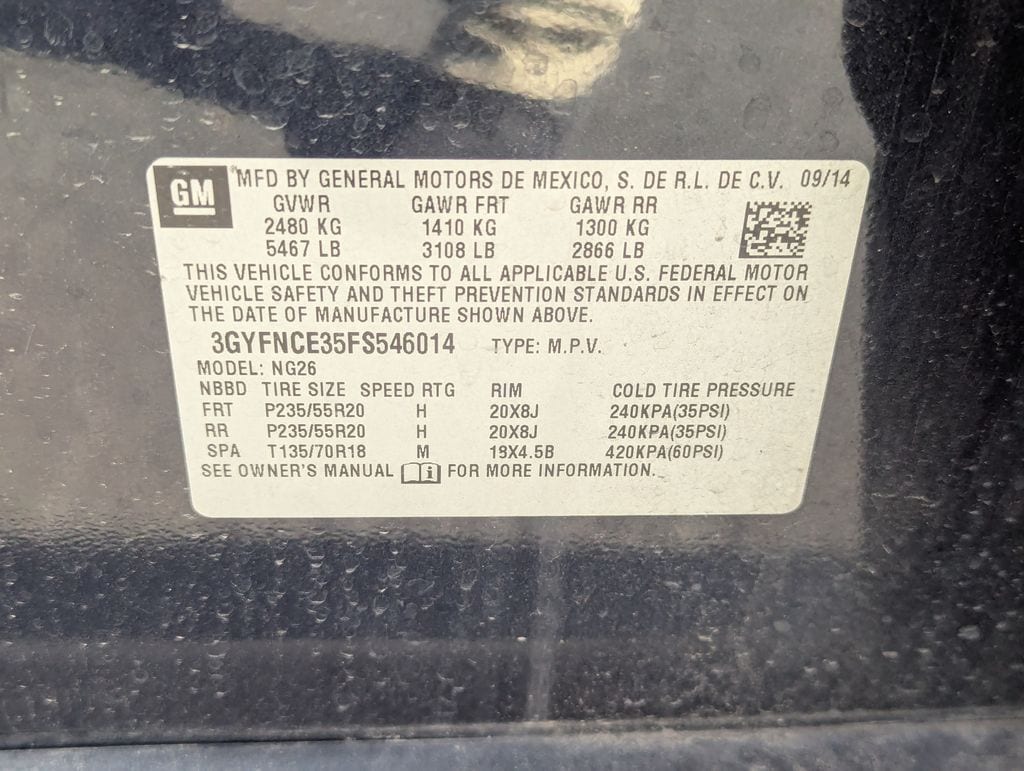 GM
MFD BY GENERAL MOTORS DE MEXICO, S. DE R.L. DE C.V. 09/14
GVWR GAWR FRT GAWR RR
2480 KG 1410 KG 1300 KG
5467 LB 3108 LB 2866 LB
THIS VEHICLE CONFORMS TO ALL APPLICABLE U.S. FEDERAL MOTOR
VEHICLE SAFETY AND THEFT PREVENTION STANDARDS IN EFFECT ON
THE DATE OF MANUFACTURE SHOWN ABOVE.
3GYFNCE35FS546014 TYPE: M.P.V.
MODEL: NG26
NBBD TIRE SIZE SPEED RTG RIM COLD TIRE PRESSURE
FRT P235/55R20 H 20X8J 240KPA(35PSI)
RR P235/55R20 H 20X8J 240KPA(35PSI)
SPA T135/70R18 M 18X4.5B 420KPA(60PSI)
SEE OWNER'S MANUAL FOR MORE INFORMATION.